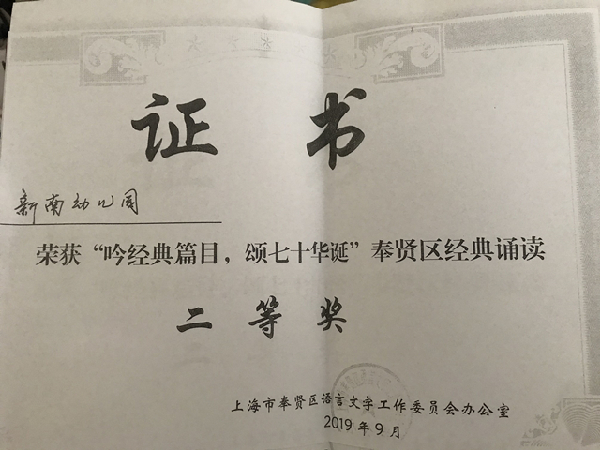 证书
新南幼儿园
荣获“吟经典篇目，颂七十华诞”奉贤区经典诵读
二等奖
上海市奉贤区语言文字工作委员会办公室
2019年9月